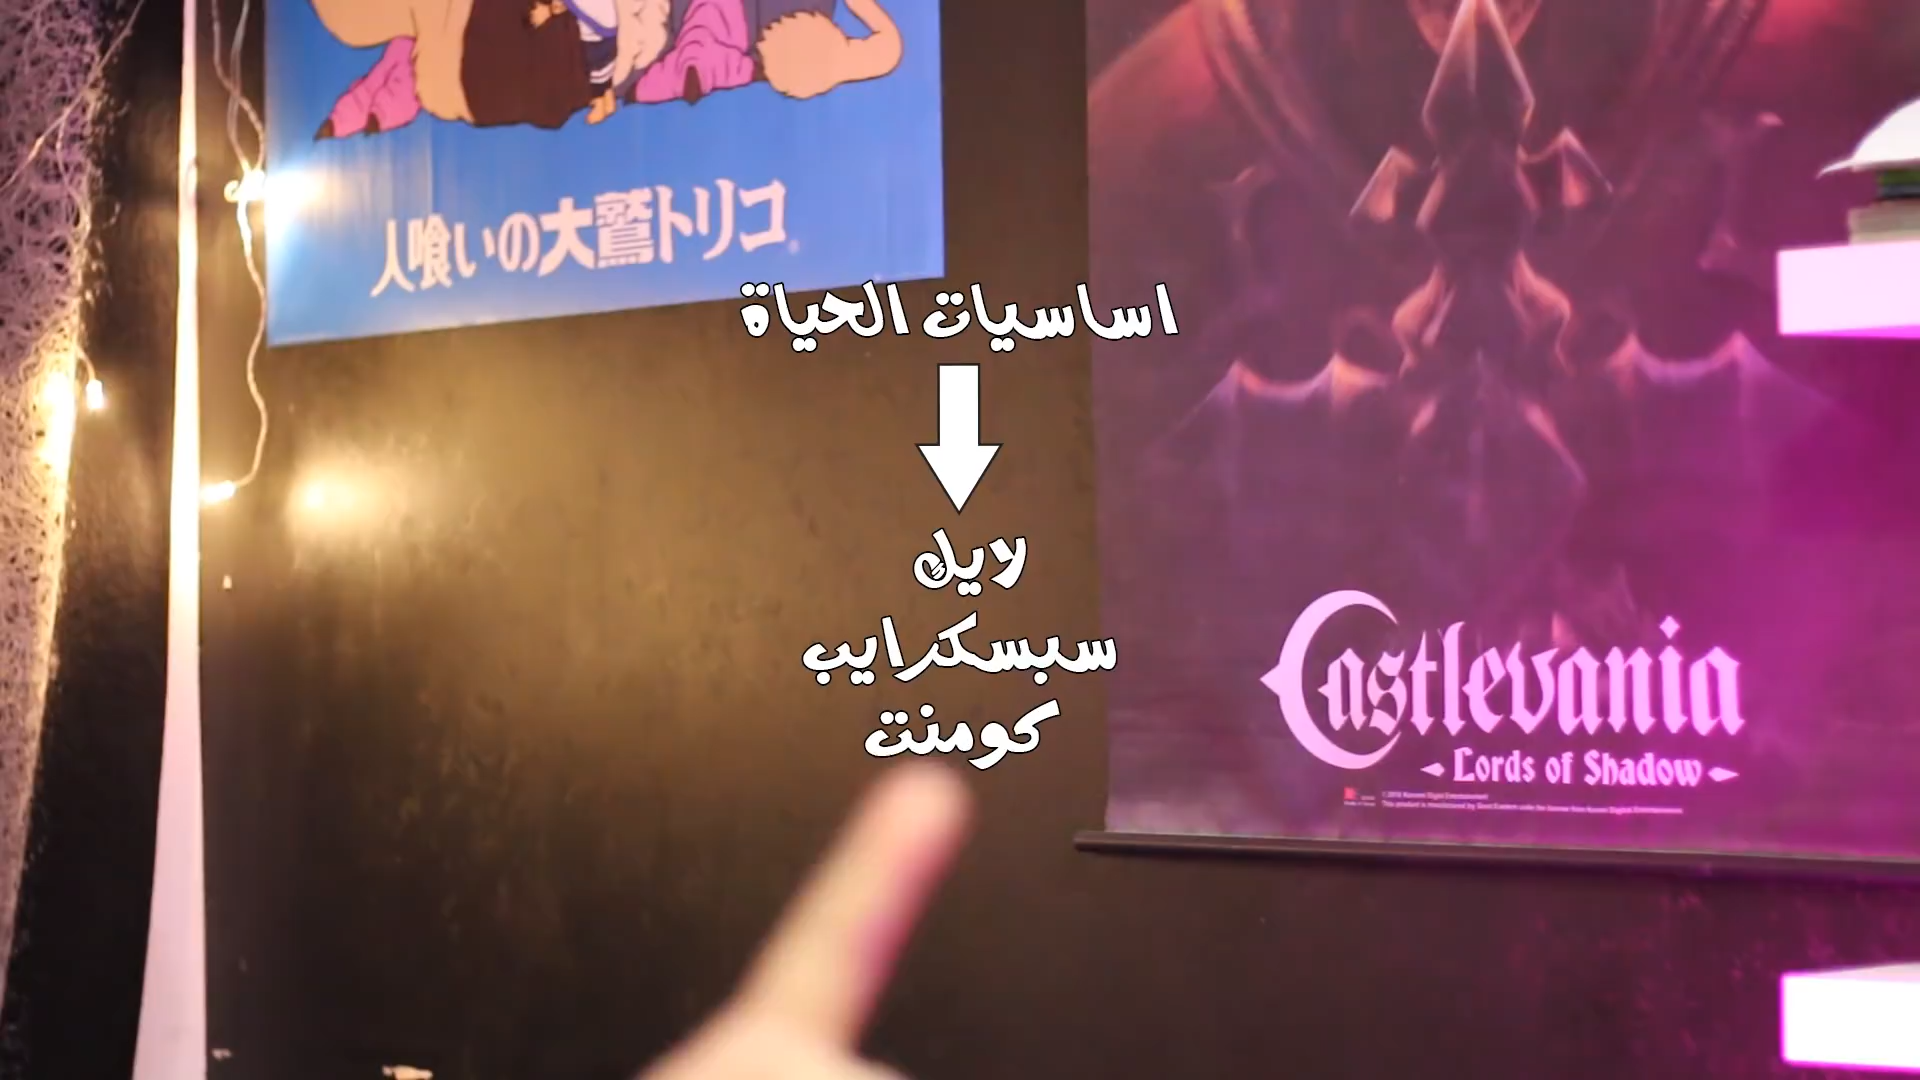 人喰いの大鷲トリコ
اساسيات الحياة
لايك
سبسكرايب
كومنت
Castlevania
Lords of Shadow